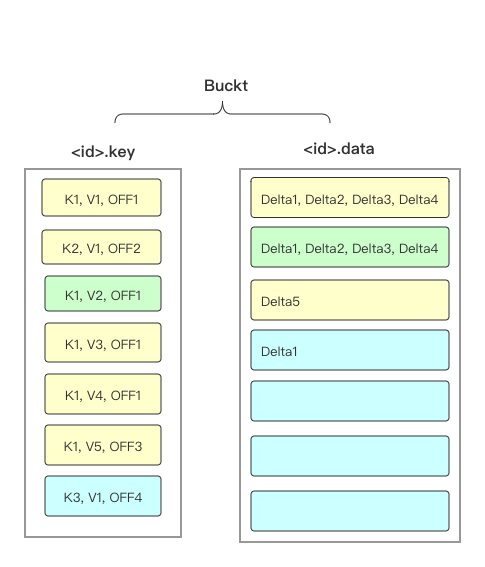 Buckt
<id>.key
<id>.data
K1, V1, OFF1
K2, V1, OFF2
K1, V2, OFF1
K1, V3, OFF1
K1, V4, OFF1
K1, V5, OFF3
K3, V1, OFF4
Delta1, Delta2, Delta3, Delta4
Delta1, Delta2, Delta3, Delta4
Delta5
Delta1